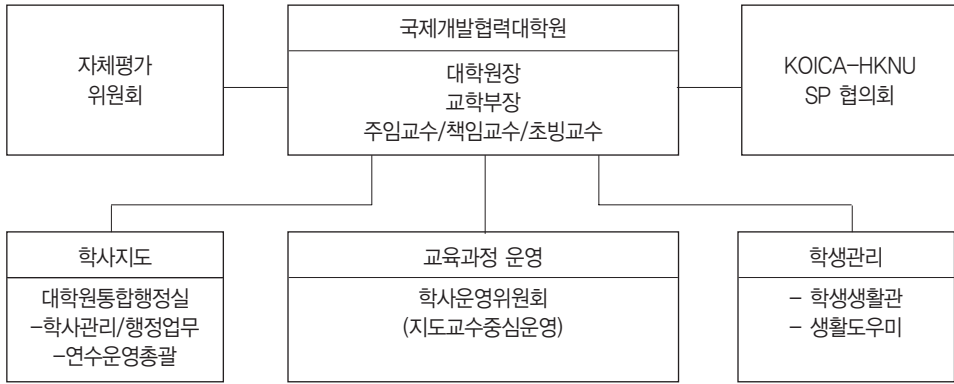 자체평가
위원회
국제개발협력대학원
대학원장
교학부장
주임교수/책임교수/초빙교수
KOICA-HKNU
SP 협의회
학사지도
대학원통합행정실
-학사관리/행정업무
-연수운영총괄
교육과정 운영
학사운영위원회
(지도교수중심운영)
학생관리
- 학생생활관
- 생활도우미